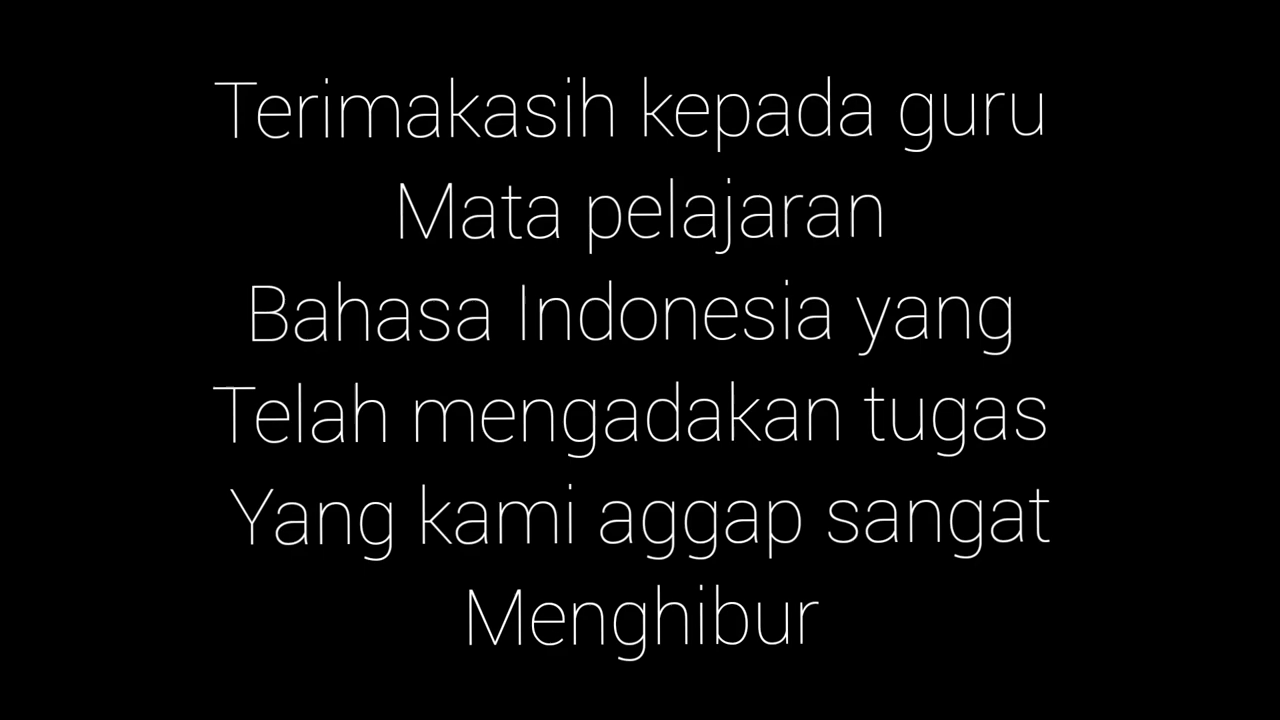 Terimakasih kepada guru
Mata pelajaran
Bahasa Indonesia yang
Telah mengadakan tugas
Yang kami aggap sangat
Menghibur